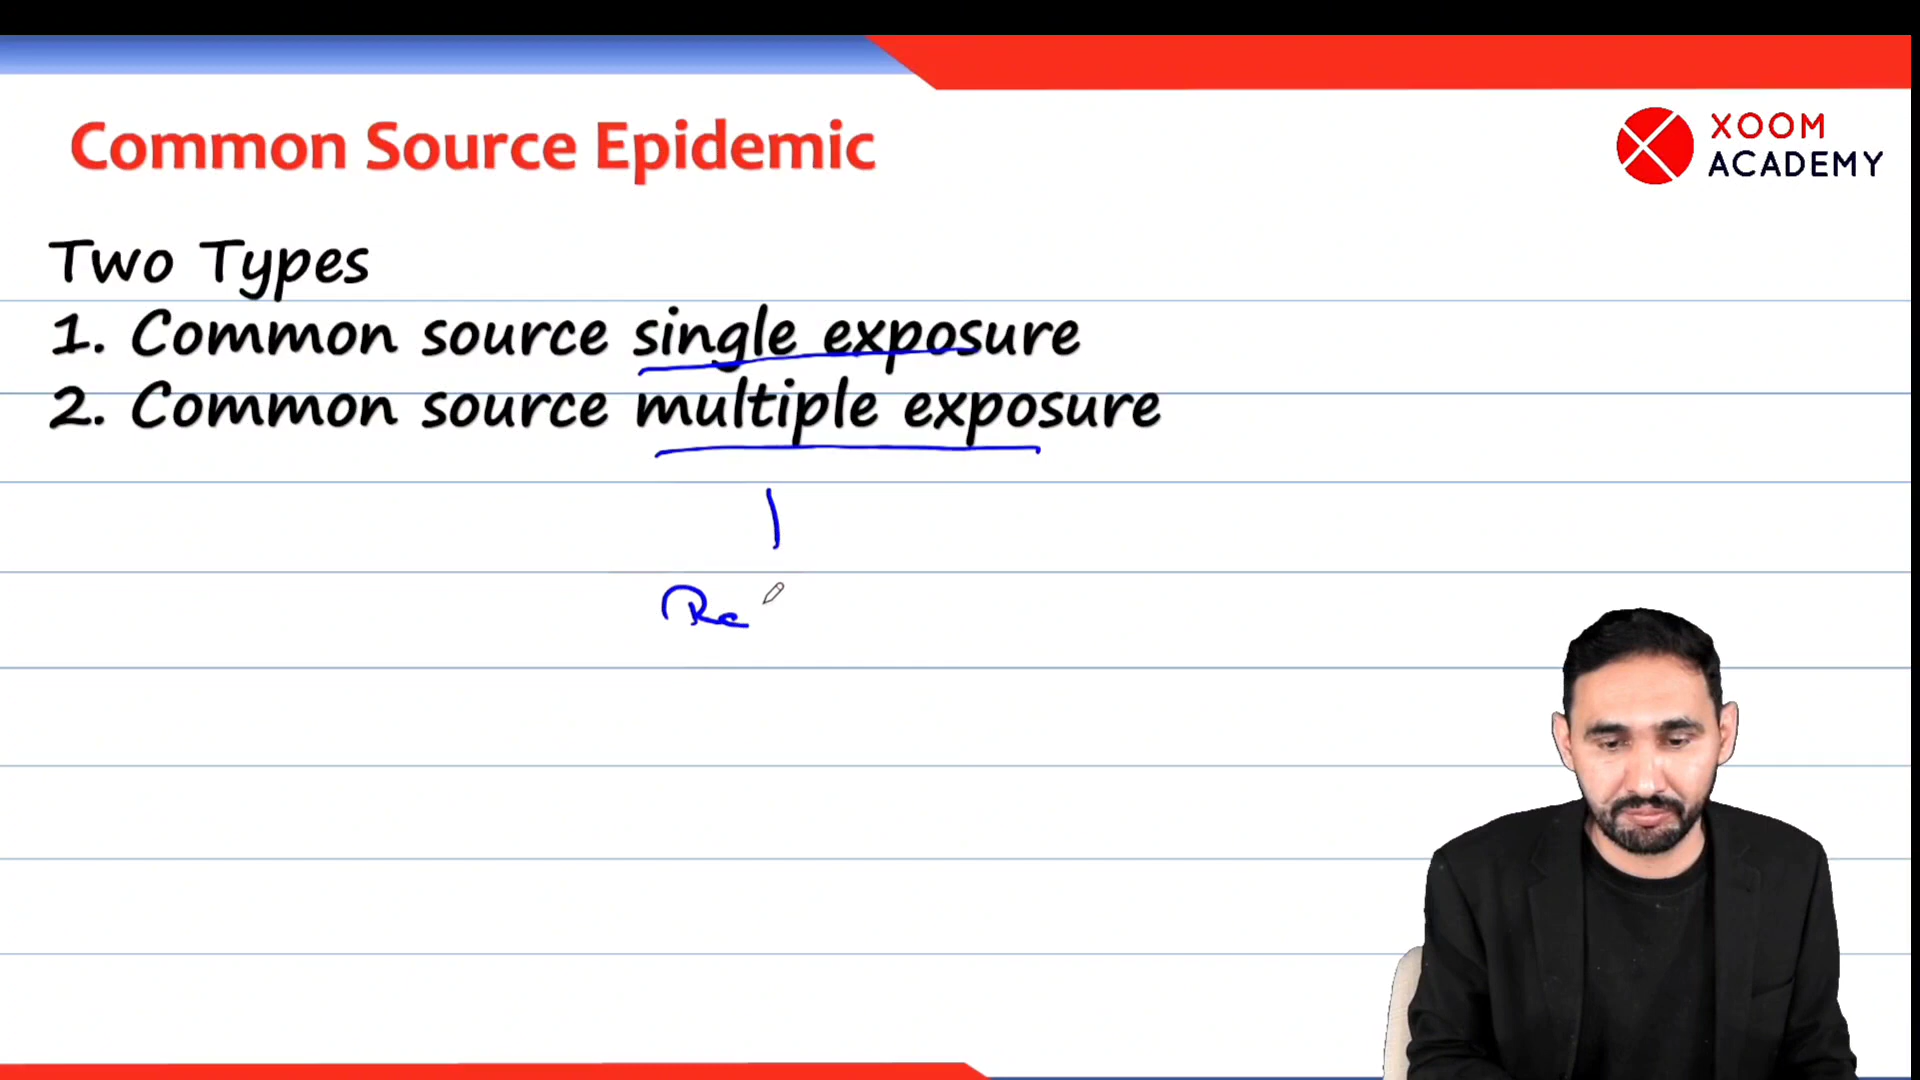 Common Source Epidemic
XOOM
ACADEMY
Two Types
1. Common source single exposure
2. Common source multiple exposure
Re